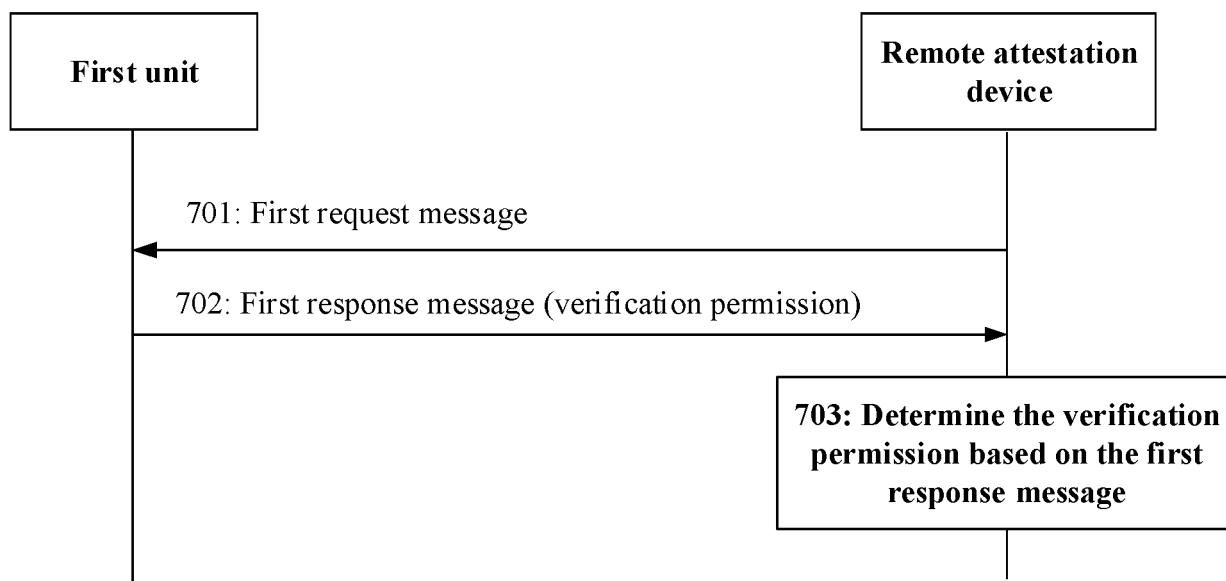 First unit
Remote attestation
device
701: First request message
702: First response message (verification permission)
703: Determine the verification
permission based on the first
response message